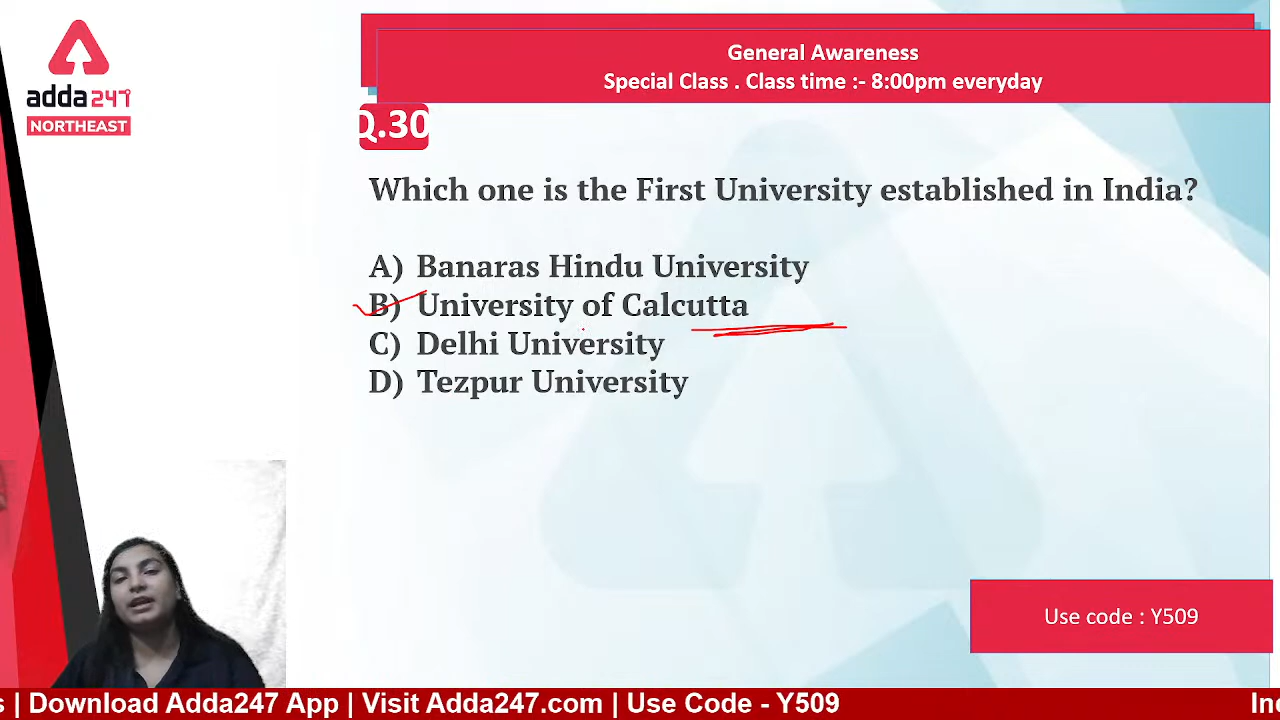 General Awareness
Special Class . Class time :- 8:00pm everyday
adda247
NORTHEAST
Q.30
Which one is the First University established in India?
A) Banaras Hindu University
B) University of Calcutta
C) Delhi University
D) Tezpur University
Use code : Y509
s | Download Adda247 App | Visit Adda247.com | Use Code - Y509 Inc